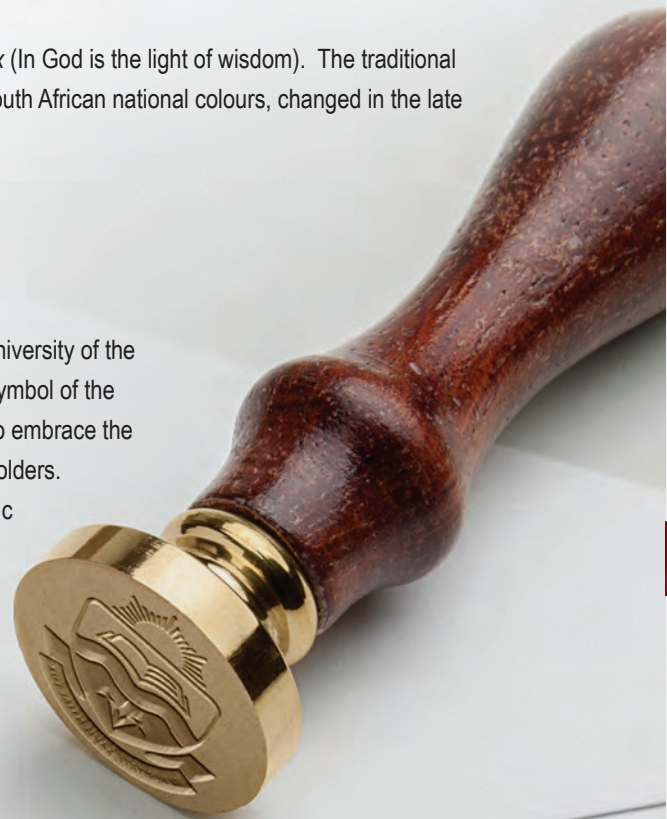 (In God is the light of wisdom). The traditional
outh African national colours, changed in the late
niversity of the
ymbol of the
o embrace the
olders.
c